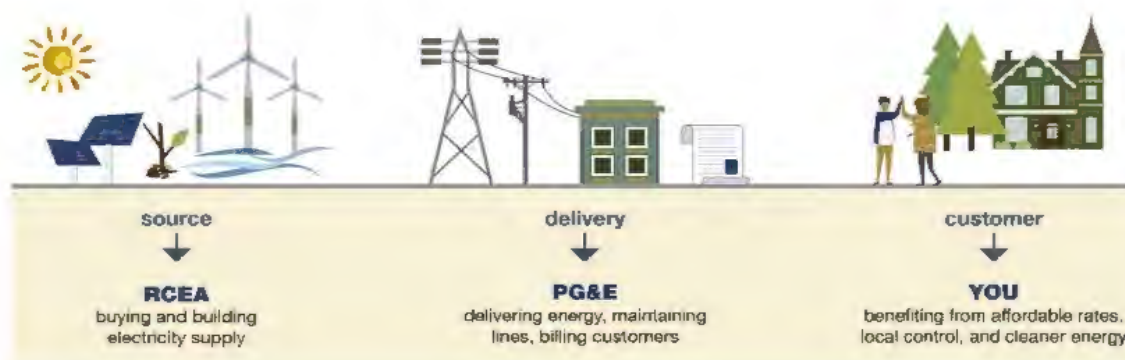 source
RCEA
buying and building
electricity supply
delivery
PG&E
delivering energy, maintaining
lines, billing customers
customer
YOU
benefiting from affordable rates,
local control, and cleaner energy